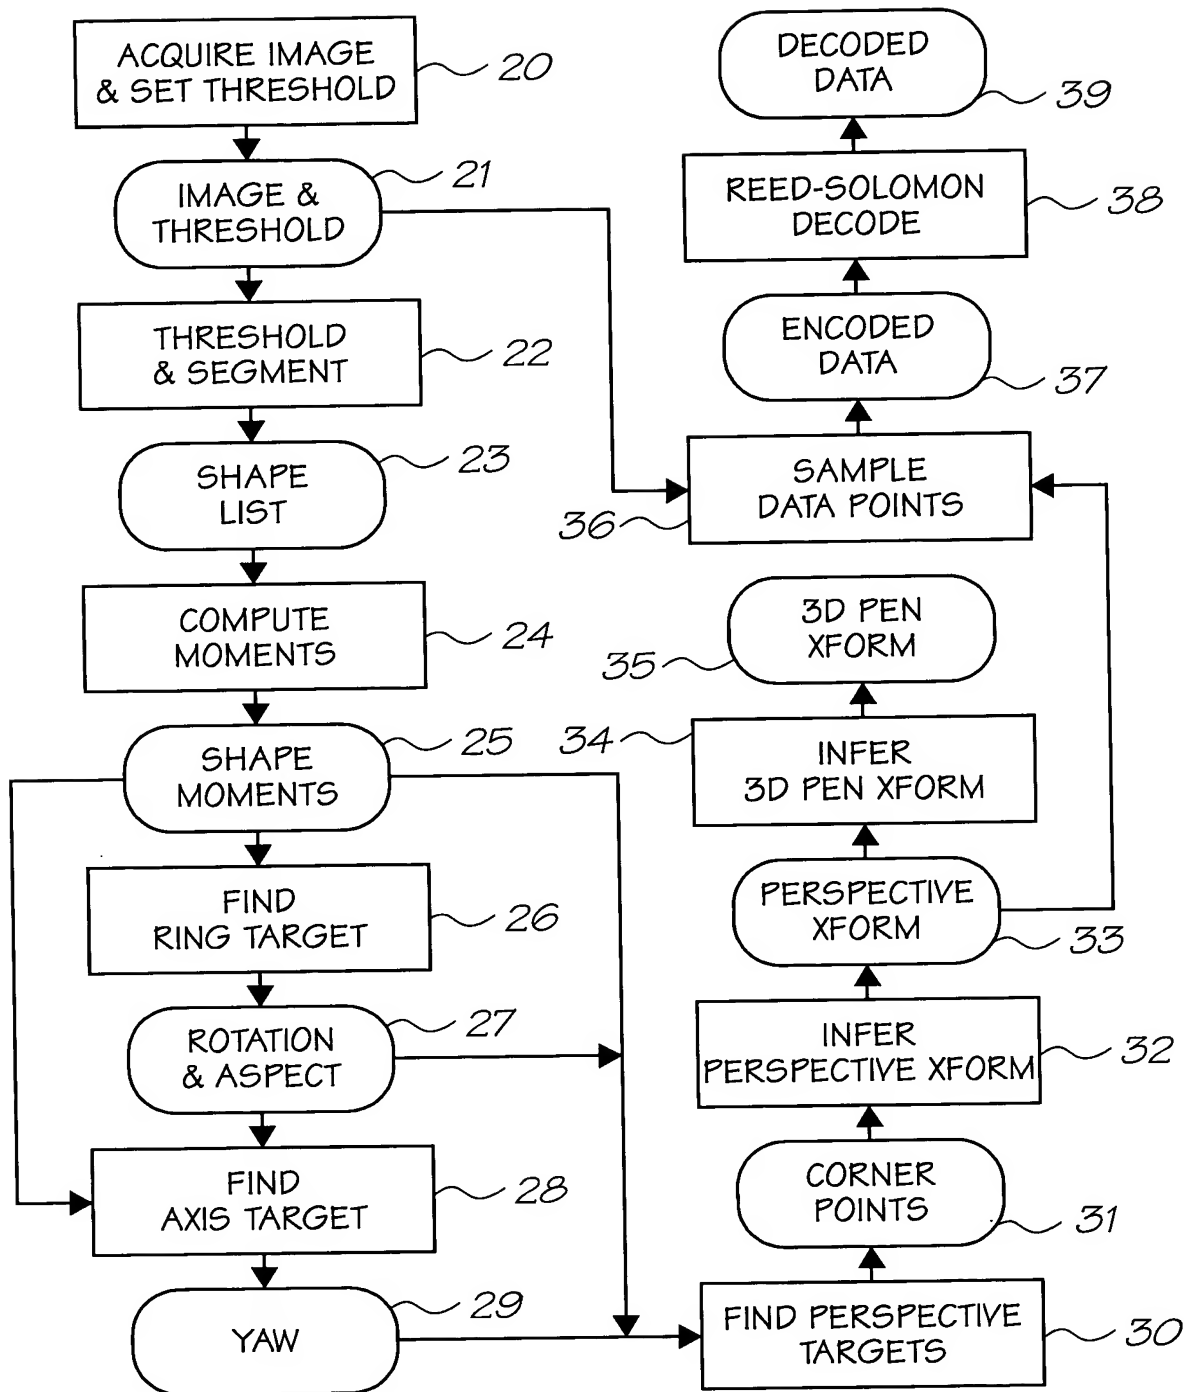 ACQUIRE IMAGE
& SET THRESHOLD
20
IMAGE &
THRESHOLD
21
THRESHOLD
& SEGMENT
22
SHAPE
LIST
23
COMPUTE
MOMENTS
24
SHAPE
MOMENTS
25
FIND
RING TARGET
26
ROTATION
& ASPECT
27
FIND
AXIS TARGET
28
YAW
29
DECODED
DATA
39
REED-SOLOMON
DECODE
38
ENCODED
DATA
37
SAMPLE
DATA POINTS
36
3D PEN
XFORM
35
34
INFER
3D PEN XFORM
PERSPECTIVE
XFORM
33
INFER
PERSPECTIVE XFORM
32
CORNER
POINTS
31
FIND PERSPECTIVE
TARGETS
30